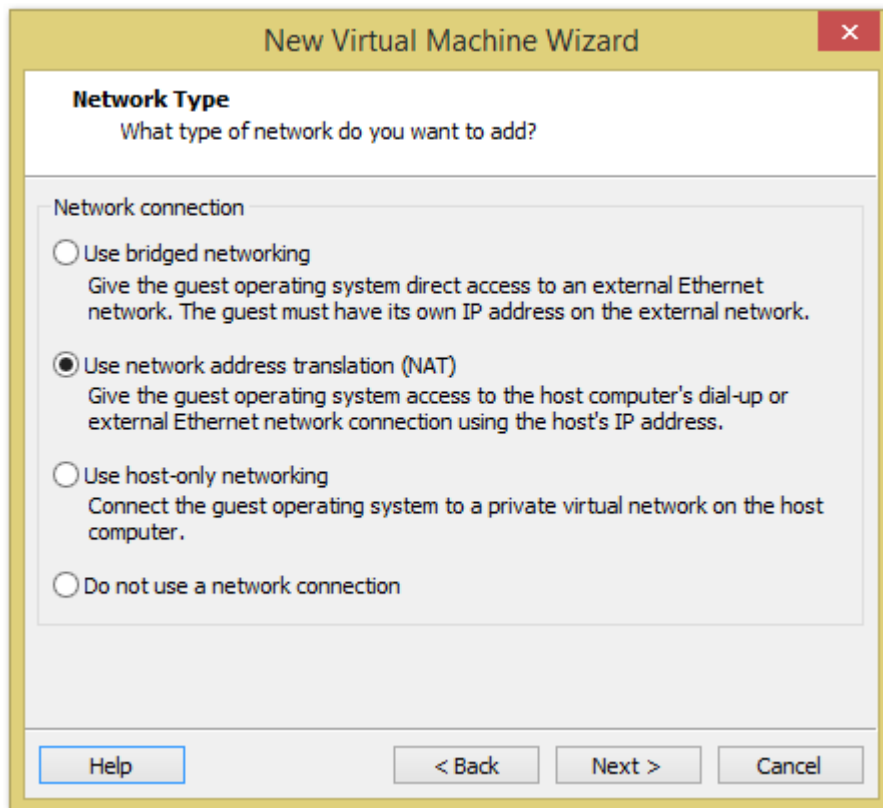 New Virtual Machine Wizard
Network Type
What type of network do you want to add?
Network connection
Use bridged networking
Give the guest operating system direct access to an external Ethernet
network. The guest must have its own IP address on the external network.
Use network address translation (NAT)
Give the guest operating system access to the host computer's dial-up or
external Ethernet network connection using the host's IP address.
Use host-only networking
Connect the guest operating system to a private virtual network on the host
computer.
Do not use a network connection
Help
< Back
Next >
Cancel